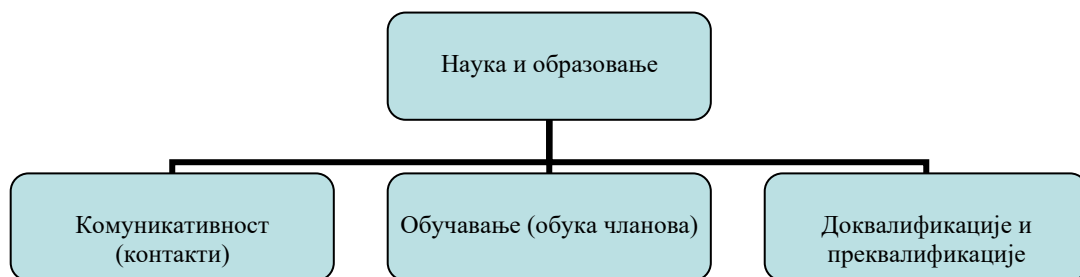 Наука и образовање
Комуникативност
(контакти)
Обучавање (обука чланова)
Доквалификације и
преквалификације